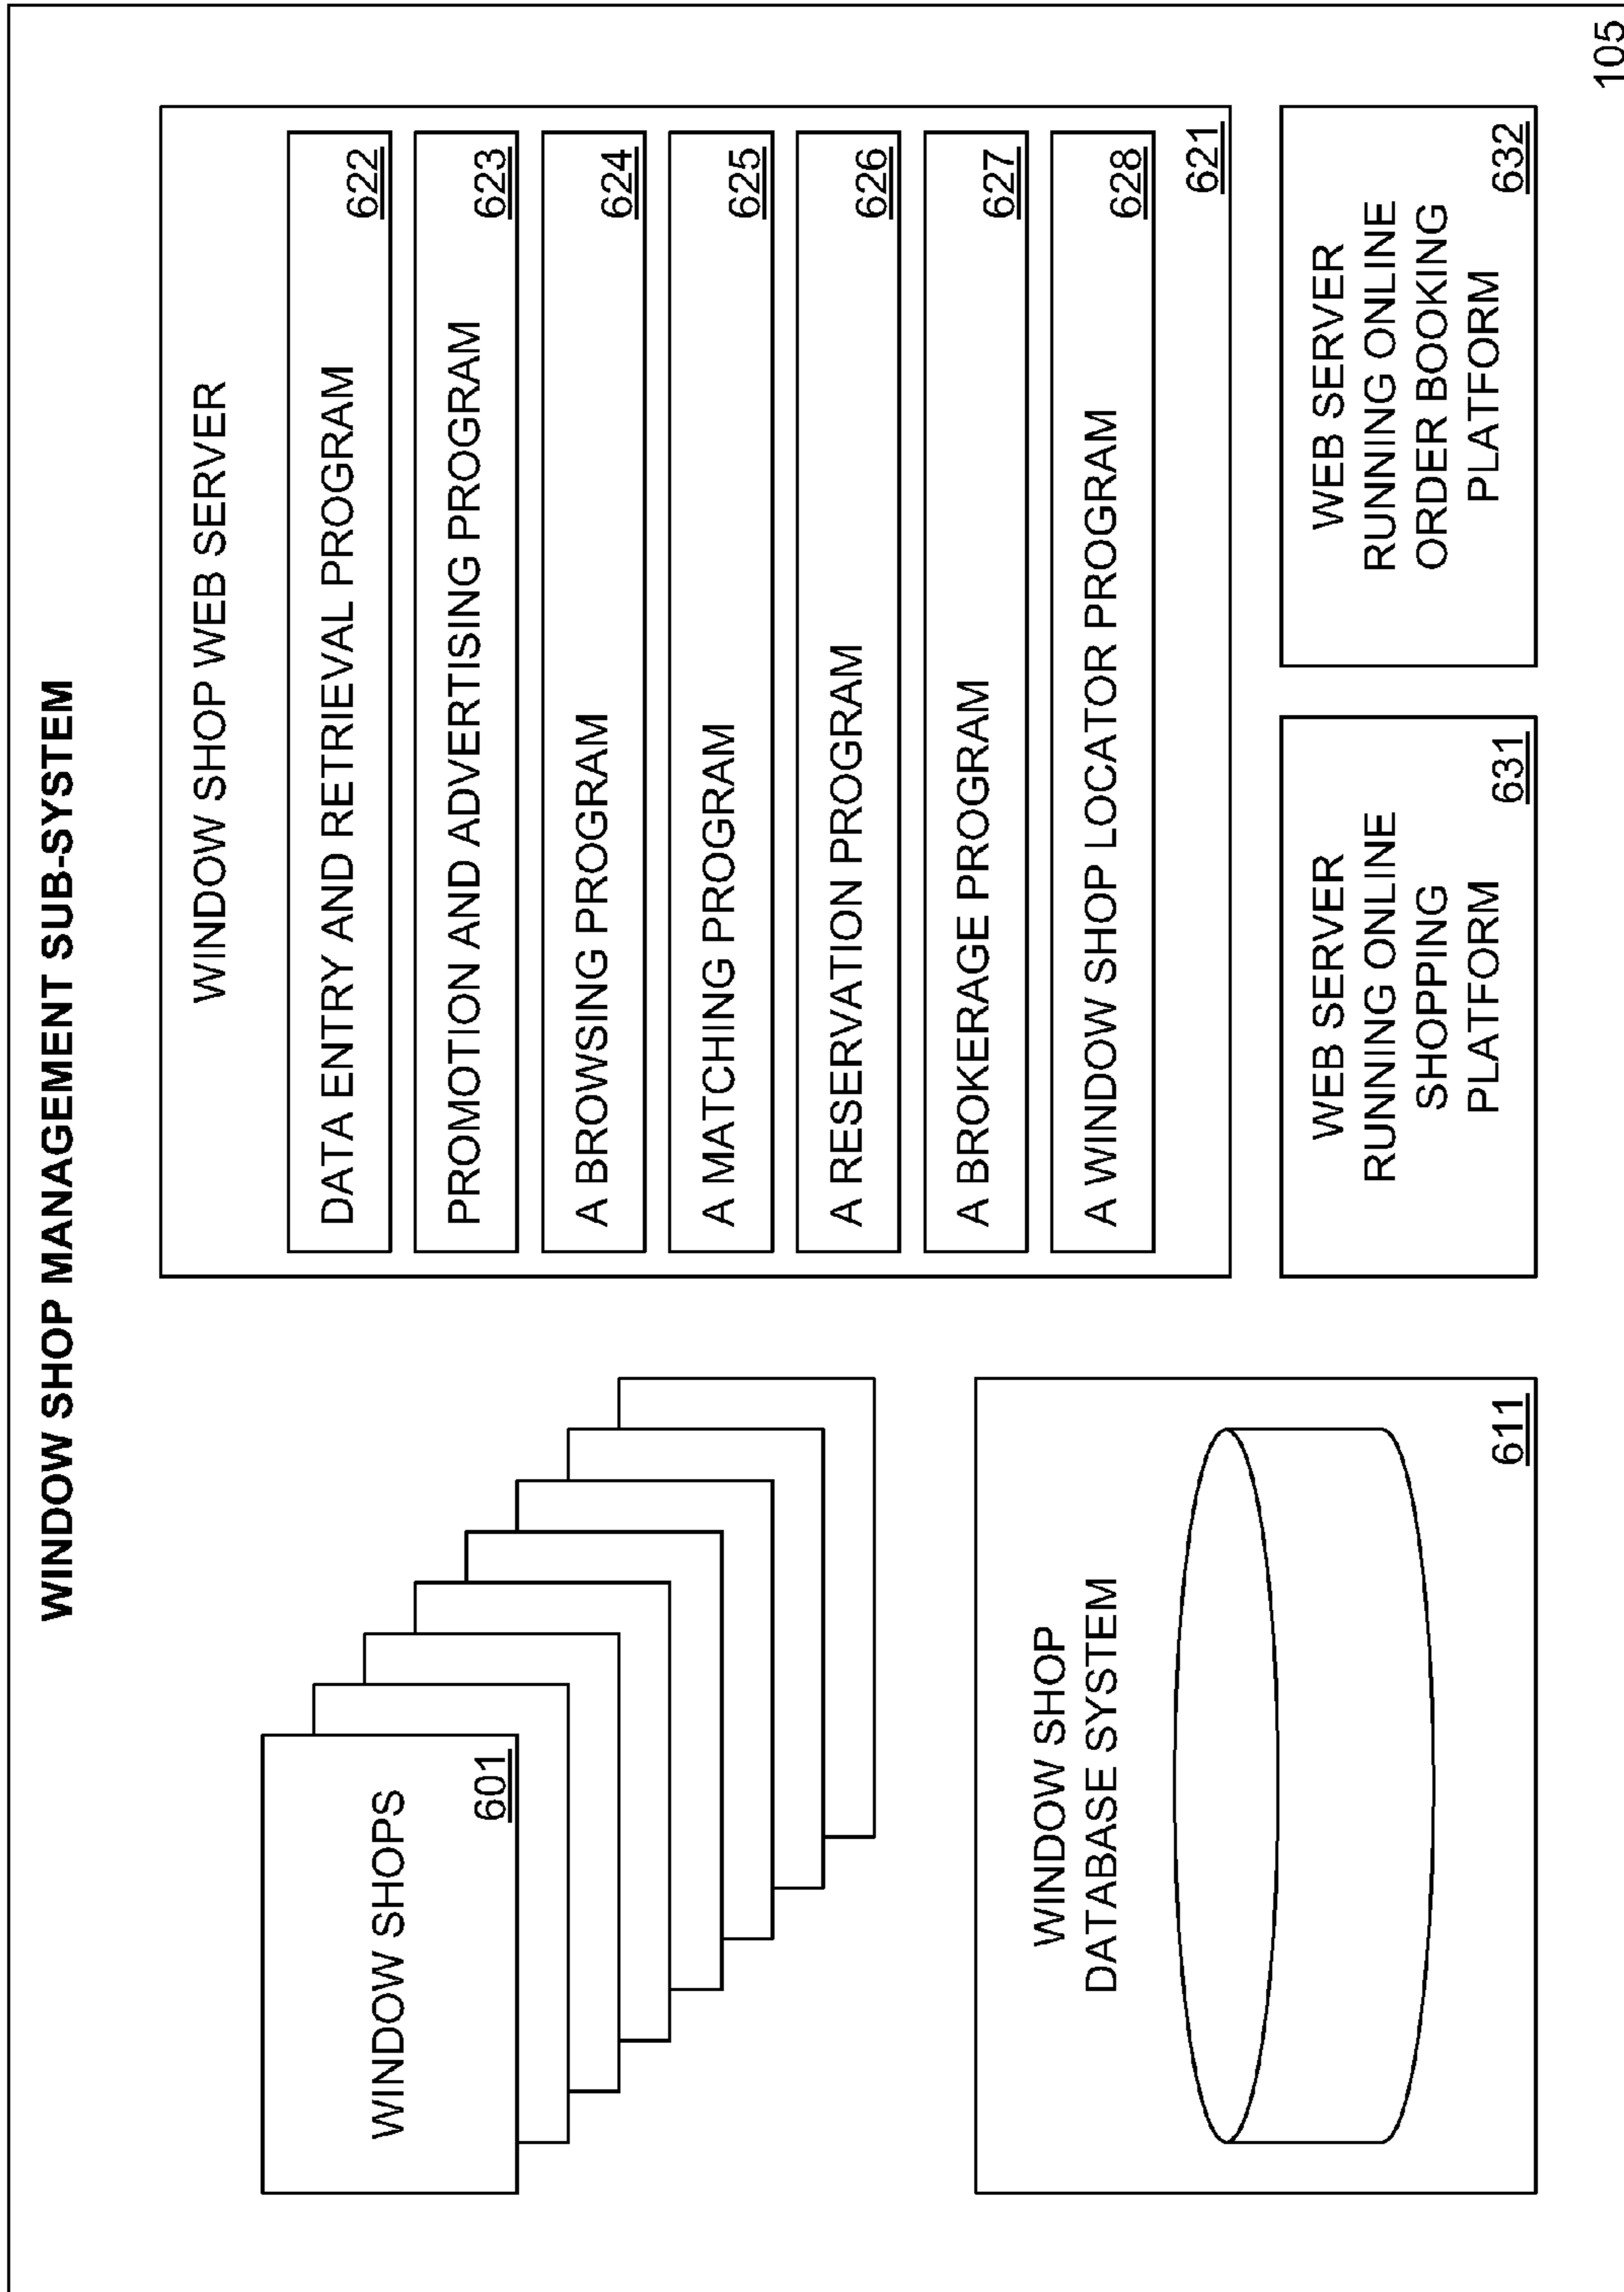 WINDOW SHOP MANAGEMENT SUB-SYSTEM
WINDOW SHOPS
601
WINDOW SHOP
DATABASE SYSTEM
611
WINDOW SHOP WEB SERVER
DATA ENTRY AND RETRIEVAL PROGRAM
622
PROMOTION AND ADVERTISING PROGRAM
623
A BROWSING PROGRAM
624
A MATCHING PROGRAM
625
A RESERVATION PROGRAM
626
A BROKERAGE PROGRAM
627
A WINDOW SHOP LOCATOR PROGRAM
628
621
WEB SERVER
RUNNING ONLINE
SHOPPING
PLATFORM
631
WEB SERVER
RUNNING ONLINE
ORDER BOOKING
PLATFORM
632
105